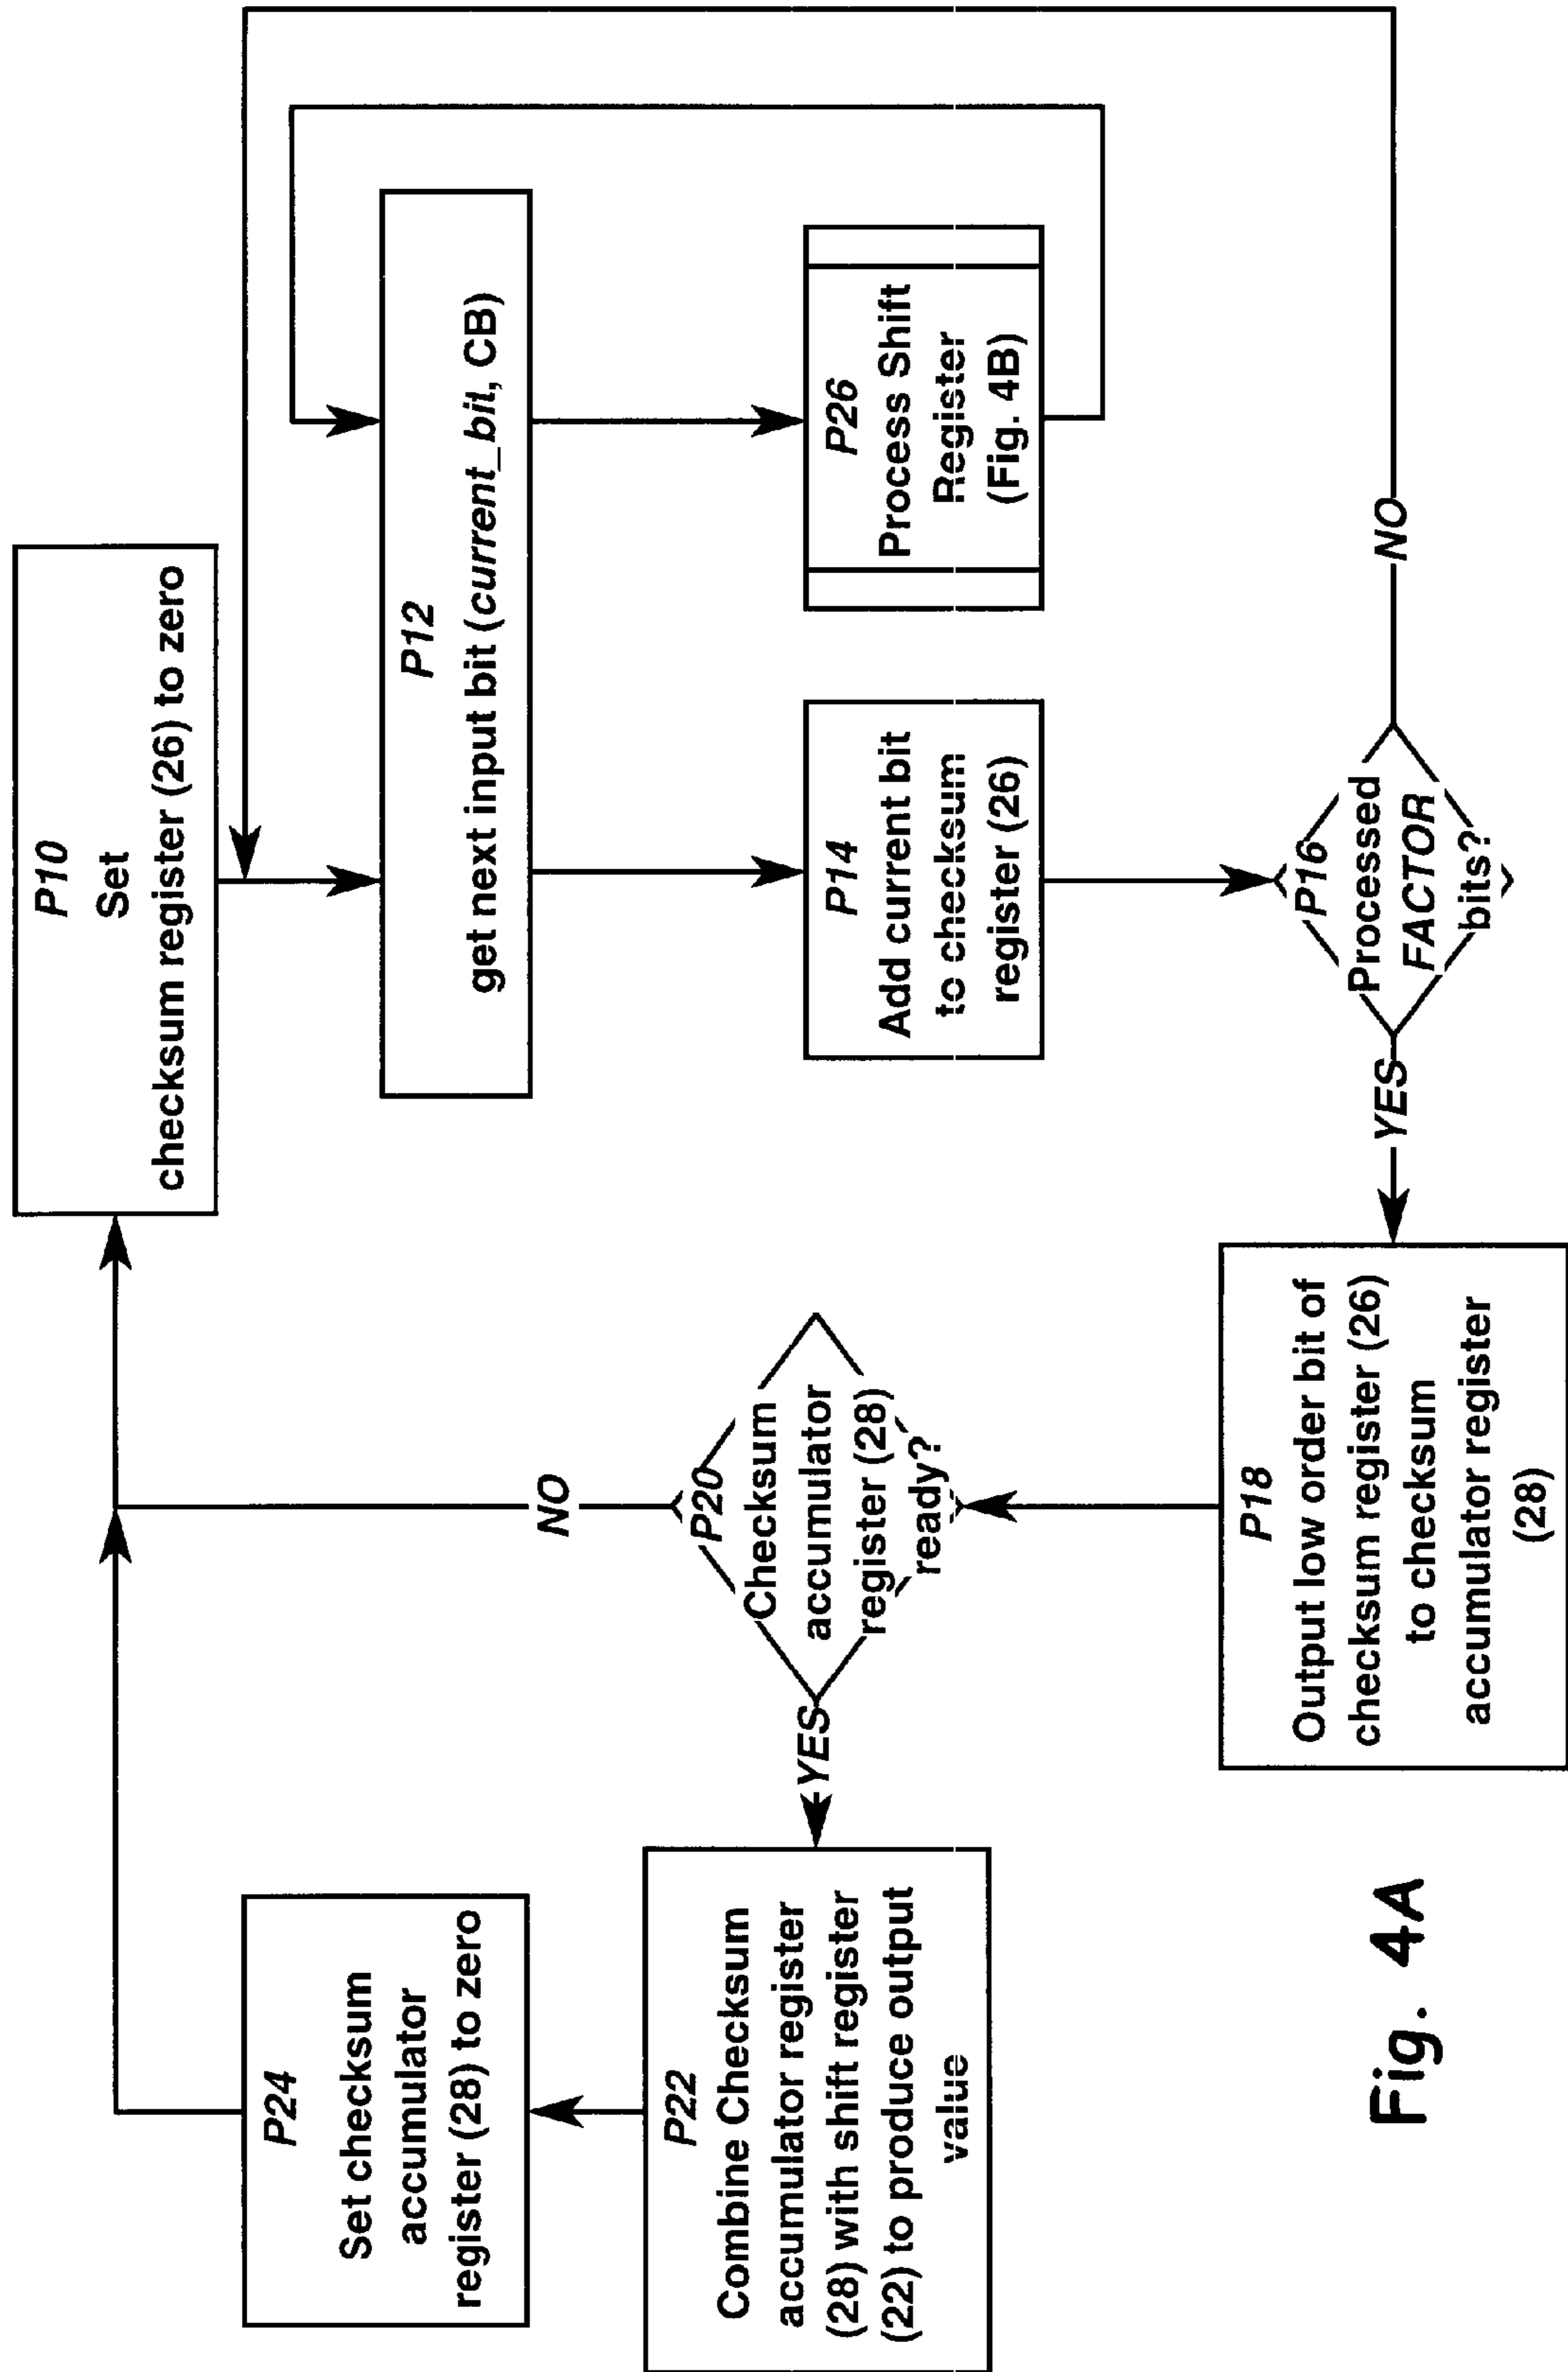 P10
Set
checksum register (26) to zero
P12
get next input bit (current_bit, CB)
P14
Add current bit
to checksum
register (26)
P26
Process Shift
Register
(Fig. 4B)
P16
Processed
FACTOR
bits?
NO
YES
P18
Output low order bit of
checksum register (26)
to checksum
accumulator register
(28)
P20
Checksum
accumulator
register (28)
ready?
NO
YES
P22
Combine Checksum
accumulator register
(28) with shift register
(22) to produce output
value
P24
Set checksum
accumulator
register (28) to zero
Fig. 4A